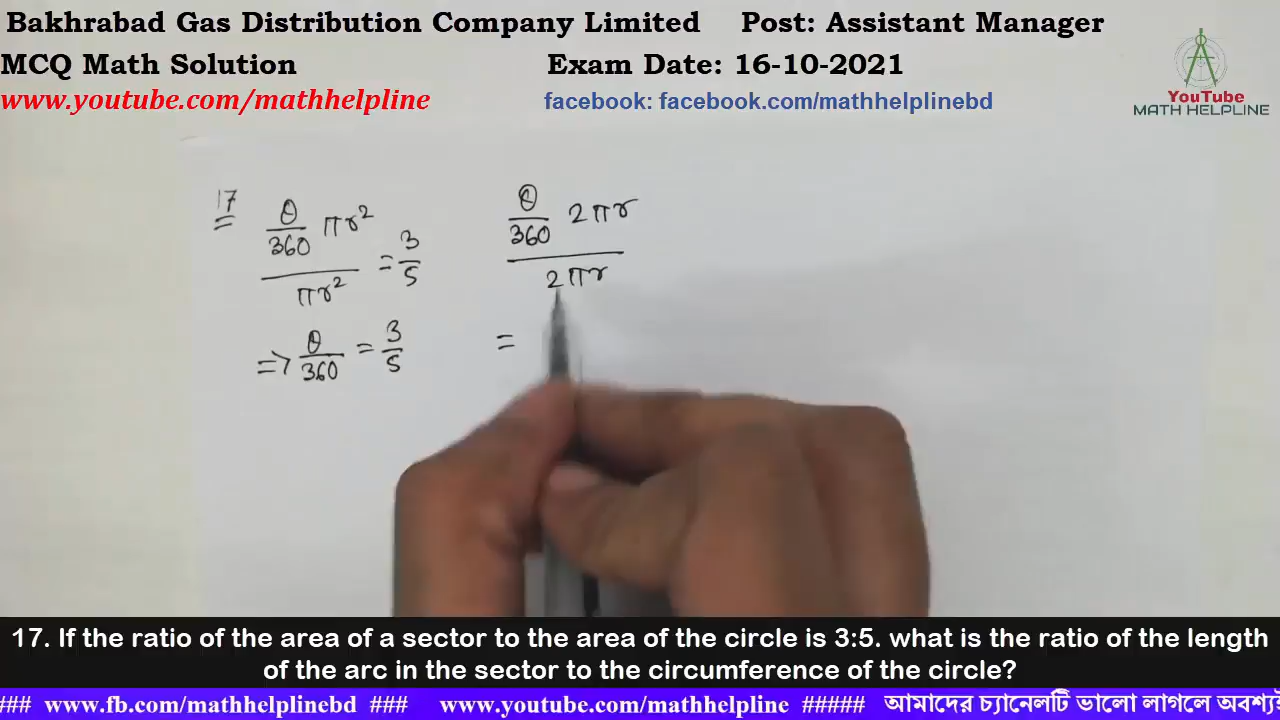 Bakhrabad Gas Distribution Company Limited Post: Assistant Manager
MCQ Math Solution Exam Date: 16-10-2021
www.youtube.com/mathhelpline facebook: facebook.com/mathhelplinebd
YouTube
MATH HELPLINE
17
θ/360 πr² / πr² = 3/5
=> θ/360 = 3/5
θ/360 2πr / 2πr
=
17. If the ratio of the area of a sector to the area of the circle is 3:5. what is the ratio of the length
of the arc in the sector to the circumference of the circle?
### www.fb.com/mathhelplinebd ### www.youtube.com/mathhelpline ##### আমাদের চ্যানেলটি ভালো লাগলে অবশ্যই